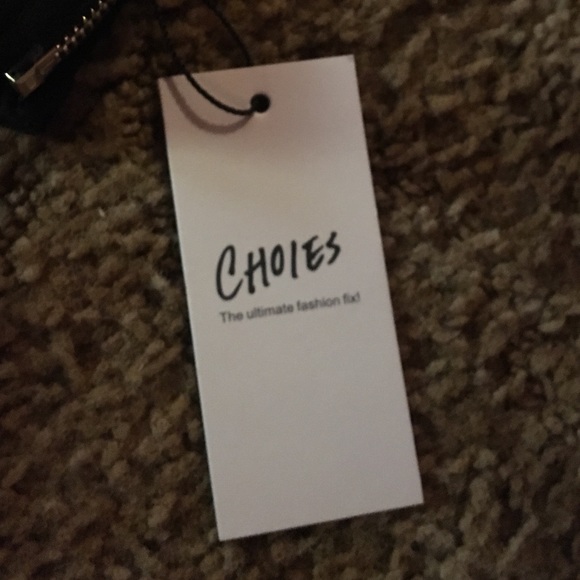 CHOIES
The ultimate fashion fix!